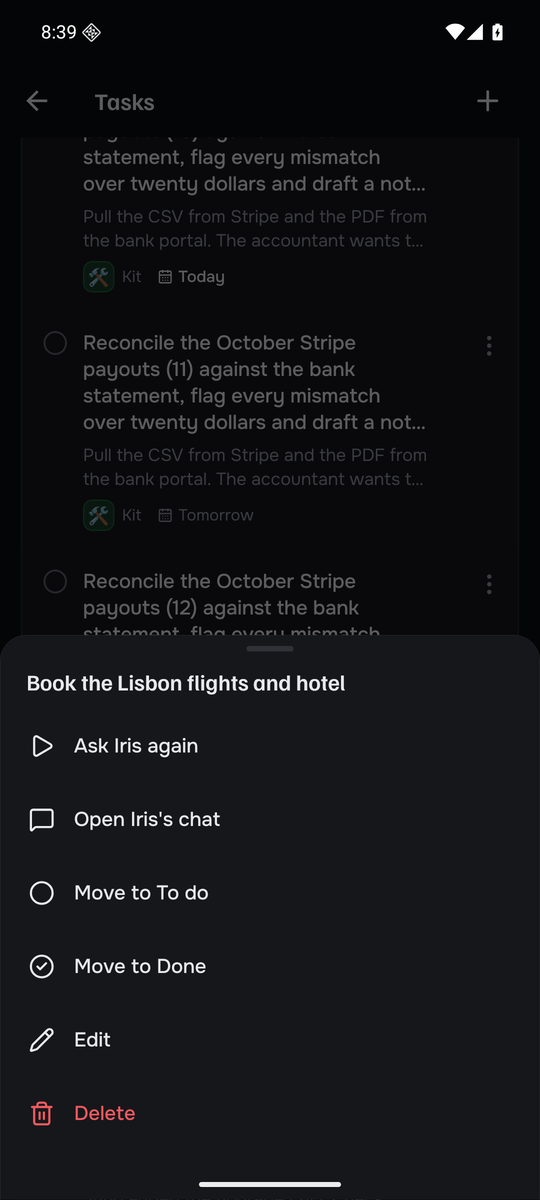 8:39
Tasks
statement, flag every mismatch
over twenty dollars and draft a not...
Pull the CSV from Stripe and the PDF from
the bank portal. The accountant wants t...
Kit Today
Reconcile the October Stripe
payouts (11) against the bank
statement, flag every mismatch
over twenty dollars and draft a not...
Pull the CSV from Stripe and the PDF from
the bank portal. The accountant wants t...
Kit Tomorrow
Reconcile the October Stripe
payouts (12) against the bank
statement, flag every mismatch
Book the Lisbon flights and hotel
Ask Iris again
Open Iris's chat
Move to To do
Move to Done
Edit
Delete